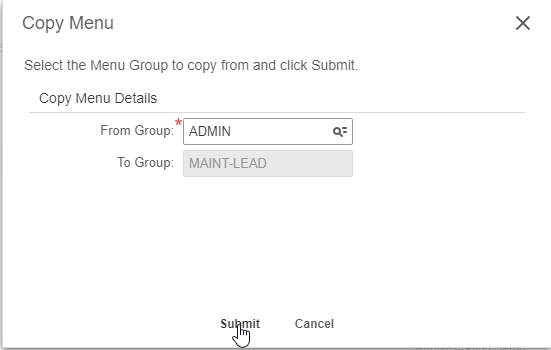 Copy Menu
Select the Menu Group to copy from and click Submit.
Copy Menu Details
From Group: * ADMIN
To Group: MAINT-LEAD
Submit Cancel